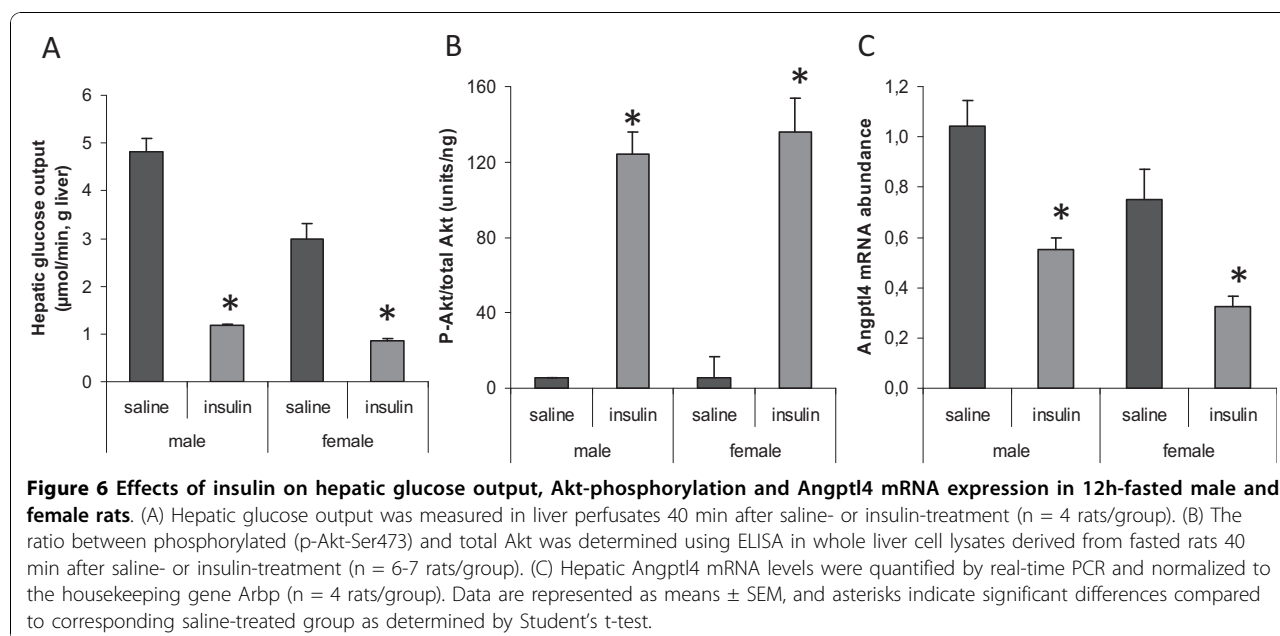 A
B
C
Hepatic glucose output
(µmol/min, g liver)
6
5
4
3
2
1
0
*
*
saline
insulin
saline
insulin
male
female
P-Akt/total Akt (units/ng)
160
120
80
40
0
*
*
saline
insulin
saline
insulin
male
female
Angptl4 mRNA abundance
1,2
1,0
0,8
0,6
0,4
0,2
0,0
*
*
saline
insulin
saline
insulin
male
female
Figure 6 Effects of insulin on hepatic glucose output, Akt-phosphorylation and Angptl4 mRNA expression in 12h-fasted male and
female rats. (A) Hepatic glucose output was measured in liver perfusates 40 min after saline- or insulin-treatment (n = 4 rats/group). (B) The
ratio between phosphorylated (p-Akt-Ser473) and total Akt was determined using ELISA in whole liver cell lysates derived from fasted rats 40
min after saline- or insulin-treatment (n = 6-7 rats/group). (C) Hepatic Angptl4 mRNA levels were quantified by real-time PCR and normalized to
the housekeeping gene Arbp (n = 4 rats/group). Data are represented as means ± SEM, and asterisks indicate significant differences compared
to corresponding saline-treated group as determined by Student's t-test.